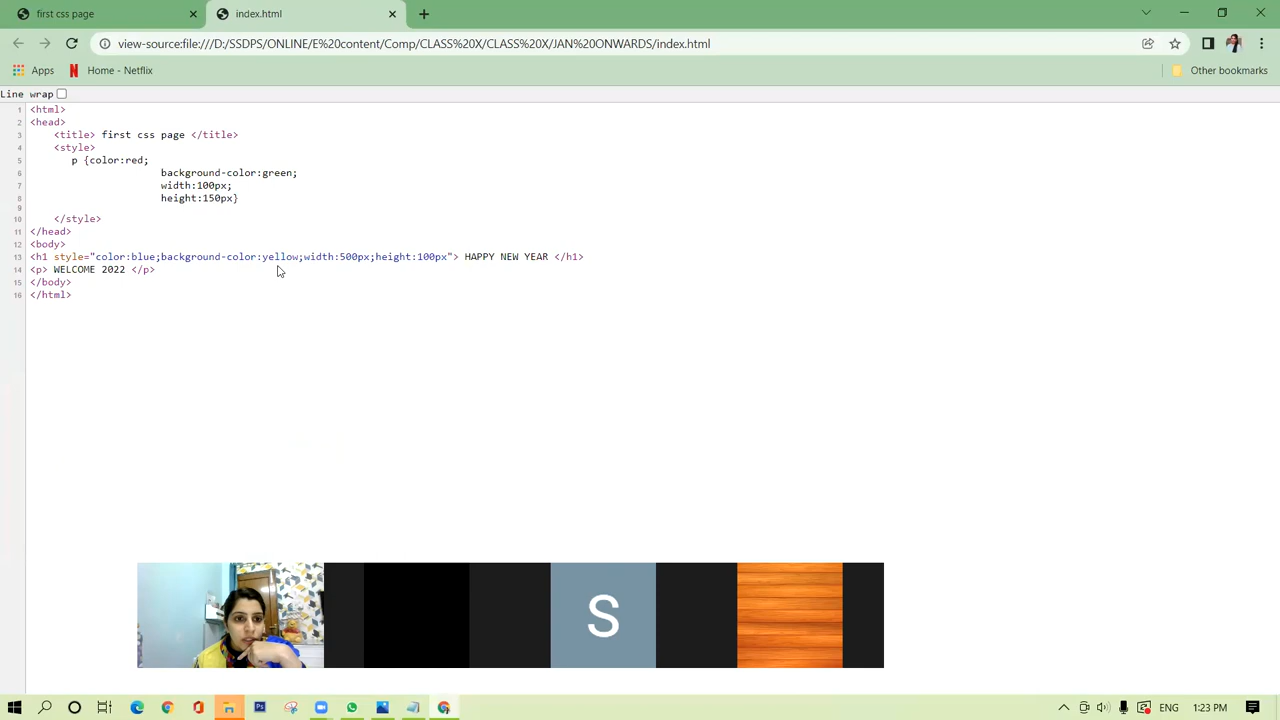 first css page
index.html
view-source:file:///D:/SSDPS/ONLINE/E%20content/Comp/CLASS%20X/CLASS%20X/JAN%20ONWARDS/index.html
Apps
Home - Netflix
Other bookmarks
Line wrap
1 <html>
2 <head>
3 <title> first css page </title>
4 <style>
5 p {color:red;
6 background-color:green;
7 width:100px;
8 height:150px}
9
10 </style>
11 </head>
12 <body>
13 <h1 style="color:blue;background-color:yellow;width:500px;height:100px"> HAPPY NEW YEAR </h1>
14 <p> WELCOME 2022 </p>
15 </body>
16 </html>
S
ENG
1:23 PM